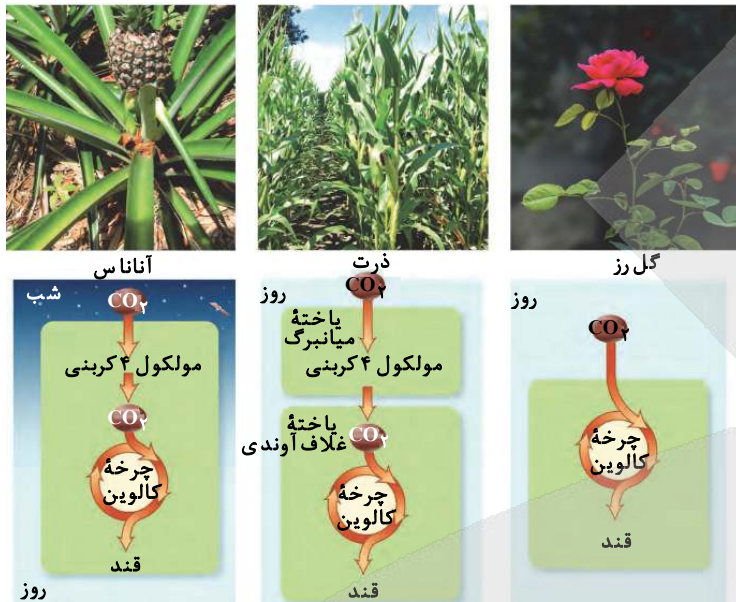 گل رز
روز
CO۲
چرخهٔ
کالوین
قند
ذرت
روز
CO۲
یاختهٔ
میانبرگ
مولکول ۴ کربنی
یاختهٔ
غلاف آوندی
CO۲
چرخهٔ
کالوین
قند
آناناس
شب
CO۲
مولکول ۴ کربنی
CO۲
چرخهٔ
کالوین
قند
روز